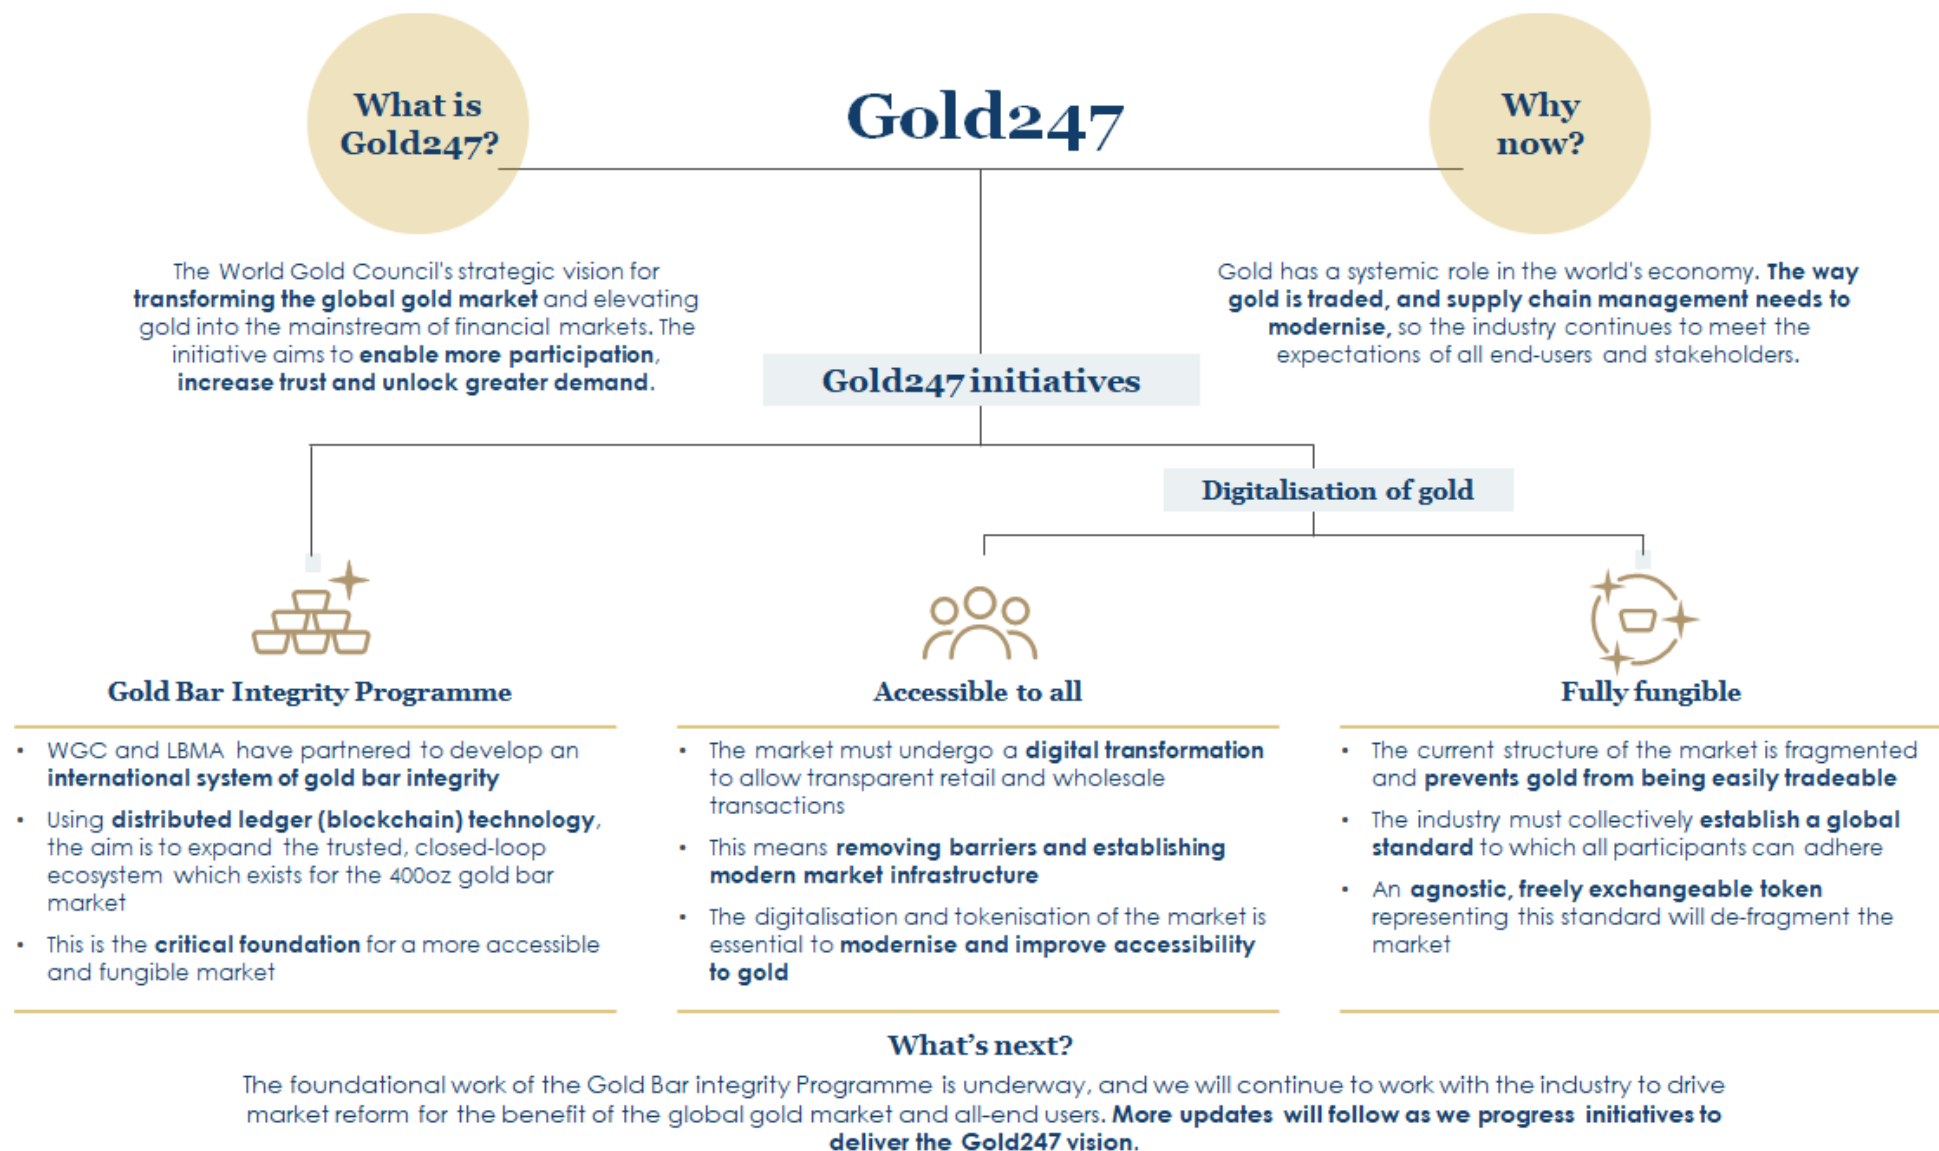 What is
Gold247?
Gold247
Why
now?
The World Gold Council's strategic vision for
transforming the global gold market and elevating
gold into the mainstream of financial markets. The
initiative aims to enable more participation,
increase trust and unlock greater demand.
Gold has a systemic role in the world's economy. The way
gold is traded, and supply chain management needs to
modernise, so the industry continues to meet the
expectations of all end-users and stakeholders.
Gold247 initiatives
Digitalisation of gold
Gold Bar Integrity Programme
• WGC and LBMA have partnered to develop an
international system of gold bar integrity
• Using distributed ledger (blockchain) technology,
the aim is to expand the trusted, closed-loop
ecosystem which exists for the 400oz gold bar
market
• This is the critical foundation for a more accessible
and fungible market
Accessible to all
• The market must undergo a digital transformation
to allow transparent retail and wholesale
transactions
• This means removing barriers and establishing
modern market infrastructure
• The digitalisation and tokenisation of the market is
essential to modernise and improve accessibility
to gold
Fully fungible
• The current structure of the market is fragmented
and prevents gold from being easily tradeable
• The industry must collectively establish a global
standard to which all participants can adhere
• An agnostic, freely exchangeable token
representing this standard will de-fragment the
market
What's next?
The foundational work of the Gold Bar integrity Programme is underway, and we will continue to work with the industry to drive
market reform for the benefit of the global gold market and all-end users. More updates will follow as we progress initiatives to
deliver the Gold247 vision.